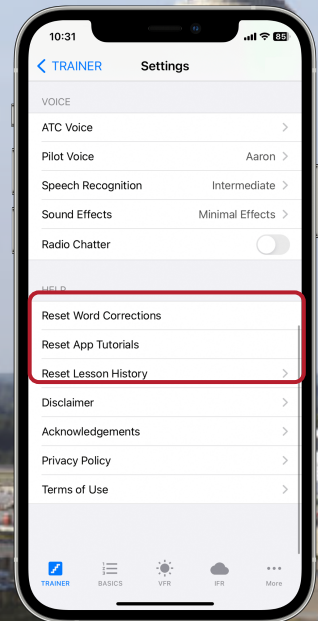 10:31
85
TRAINER Settings
VOICE
ATC Voice
Pilot Voice Aaron
Speech Recognition Intermediate
Sound Effects Minimal Effects
Radio Chatter
HELP
Reset Word Corrections
Reset App Tutorials
Reset Lesson History
Disclaimer
Acknowledgements
Privacy Policy
Terms of Use
TRAINER BASICS VFR IFR More